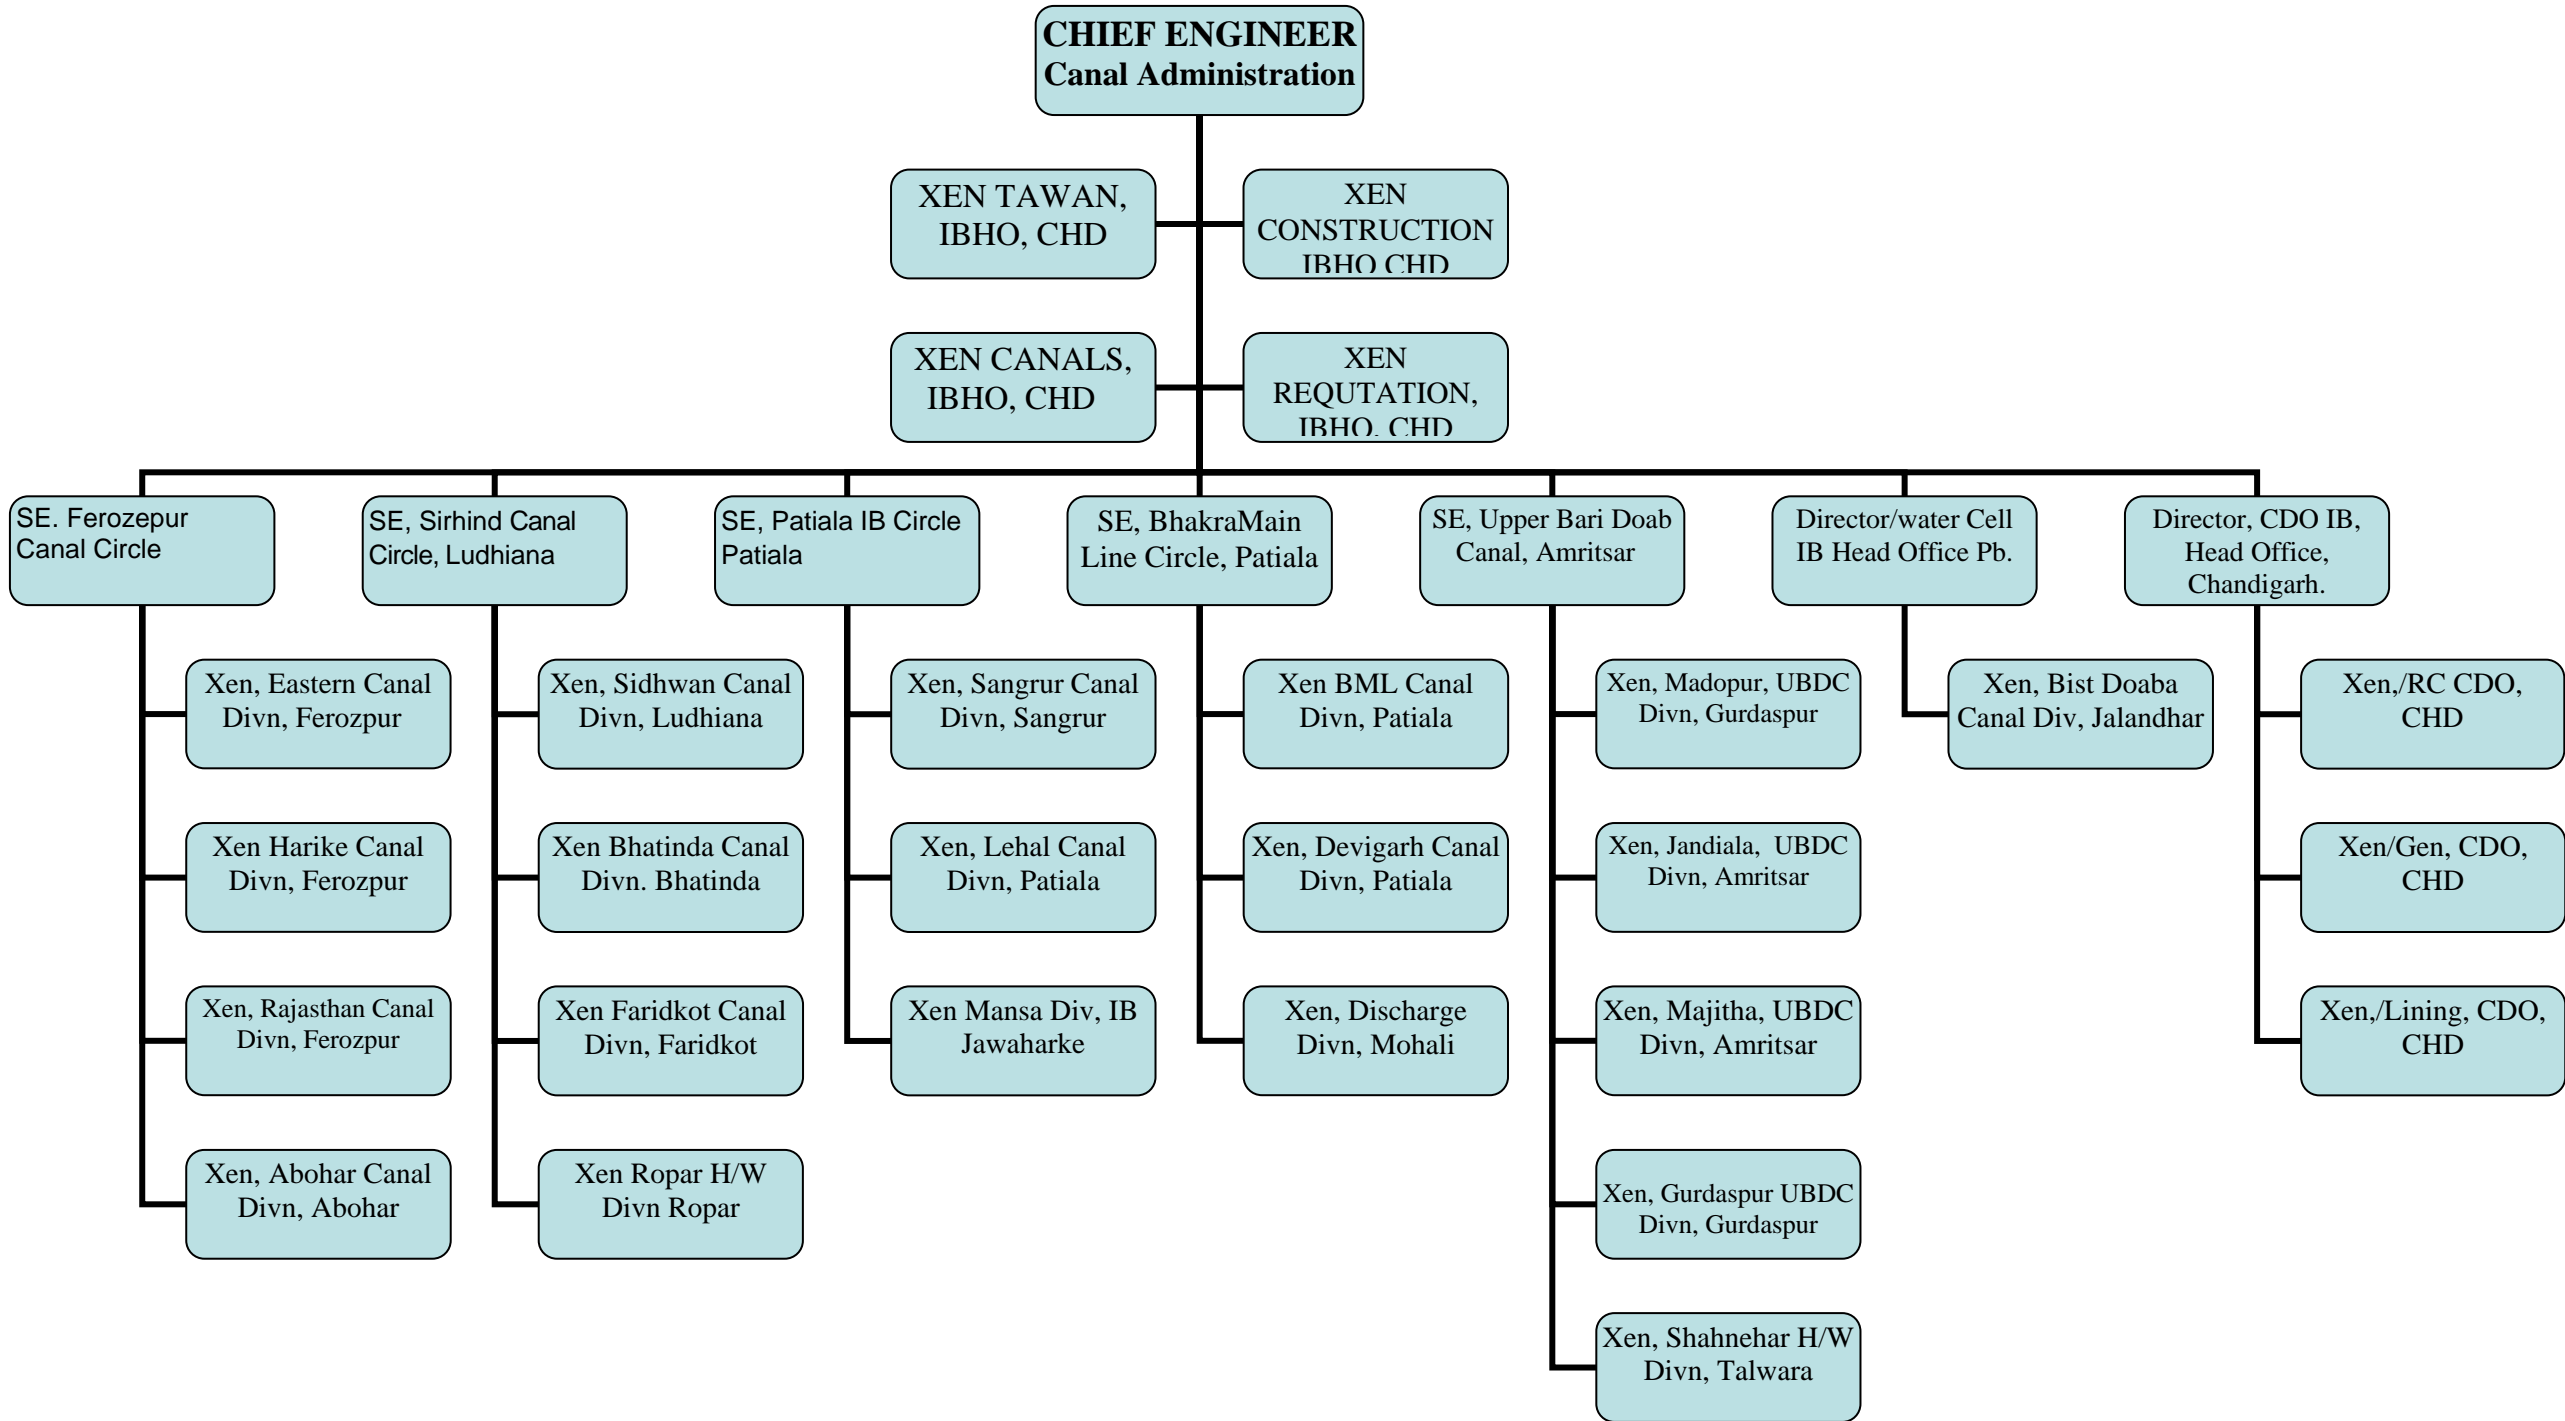 CHIEF ENGINEER
Canal Administration
XEN TAWAN,
IBHO, CHD
XEN
CONSTRUCTION
IBHO CHD
XEN CANALS,
IBHO, CHD
XEN
REQUTATION,
IBHO, CHD
SE. Ferozepur
Canal Circle
SE, Sirhind Canal
Circle, Ludhiana
SE, Patiala IB Circle
Patiala
SE, BhakraMain
Line Circle, Patiala
SE, Upper Bari Doab
Canal, Amritsar
Director/water Cell
IB Head Office Pb.
Director, CDO IB,
Head Office,
Chandigarh.
Xen, Eastern Canal
Divn, Ferozpur
Xen Harike Canal
Divn, Ferozpur
Xen, Rajasthan Canal
Divn, Ferozpur
Xen, Abohar Canal
Divn, Abohar
Xen, Sidhwan Canal
Divn, Ludhiana
Xen Bhatinda Canal
Divn. Bhatinda
Xen Faridkot Canal
Divn, Faridkot
Xen Ropar H/W
Divn Ropar
Xen, Sangrur Canal
Divn, Sangrur
Xen, Lehal Canal
Divn, Patiala
Xen Mansa Div, IB
Jawaharke
Xen BML Canal
Divn, Patiala
Xen, Devigarh Canal
Divn, Patiala
Xen, Discharge
Divn, Mohali
Xen, Madopur, UBDC
Divn, Gurdaspur
Xen, Jandiala, UBDC
Divn, Amritsar
Xen, Majitha, UBDC
Divn, Amritsar
Xen, Gurdaspur UBDC
Divn, Gurdaspur
Xen, Shahnehar H/W
Divn, Talwara
Xen, Bist Doaba
Canal Div, Jalandhar
Xen,/RC CDO,
CHD
Xen/Gen, CDO,
CHD
Xen,/Lining, CDO,
CHD